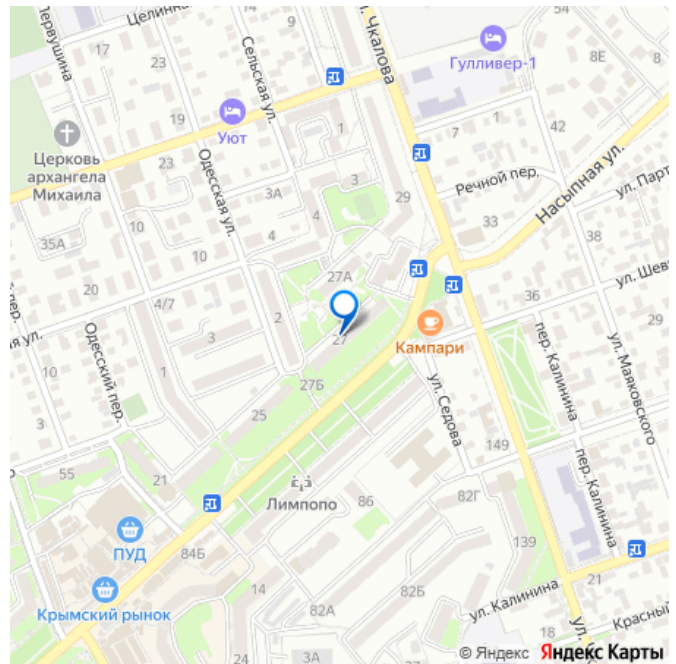 Целинная
54
9
Первушина
17
23
Сельская ул.
л. Чкалова
Гулливер-1
8Е
19
Уют
Церковь
архангела
Михаила
23
1
7
1
42
Одесская ул.
3А
3
29
Речной пер.
Насыпная ул.
ул. Парт
10
4
33
35А
10
4
38
27А
20
4/7
ул. Шев
36
2
27
Кампари
29
пер.
ая ул.
3
Одесский пер.
10
1
27Б
ул. Седова
пер. Калинина
ул. Маяковского
25
3
149
55
21
82Г
пер. Калинина
Лимпопо
86
ПУД
84Б
139
14
82Б
21
Крымский рынок
82А
ул. Калинина
18
Красный
24
3А
ул. К
© Яндекс Яндекс Карты